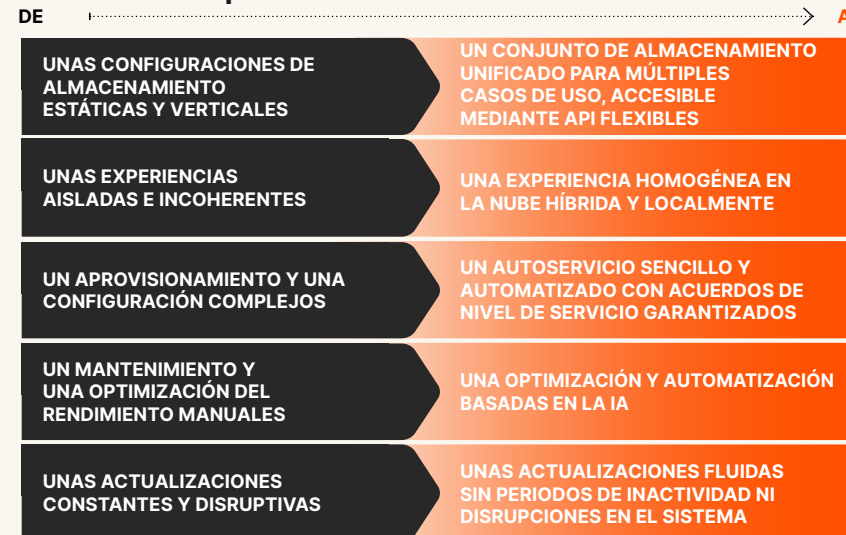 DE
A
UNAS CONFIGURACIONES DE
ALMACENAMIENTO
ESTÁTICAS Y VERTICALES
UN CONJUNTO DE ALMACENAMIENTO
UNIFICADO PARA MÚLTIPLES
CASOS DE USO, ACCESIBLE
MEDIANTE API FLEXIBLES
UNAS EXPERIENCIAS
AISLADAS E INCOHERENTES
UNA EXPERIENCIA HOMOGÉNEA EN
LA NUBE HÍBRIDA Y LOCALMENTE
UN APROVISIONAMIENTO Y UNA
CONFIGURACIÓN COMPLEJOS
UN AUTOSERVICIO SENCILLO Y
AUTOMATIZADO CON ACUERDOS DE
NIVEL DE SERVICIO GARANTIZADOS
UN MANTENIMIENTO Y
UNA OPTIMIZACIÓN DEL
RENDIMIENTO MANUALES
UNA OPTIMIZACIÓN Y AUTOMATIZACIÓN
BASADAS EN LA IA
UNAS ACTUALIZACIONES
CONSTANTES Y DISRUPTIVAS
UNAS ACTUALIZACIONES FLUIDAS
SIN PERIODOS DE INACTIVIDAD NI
DISRUPCIONES EN EL SISTEMA